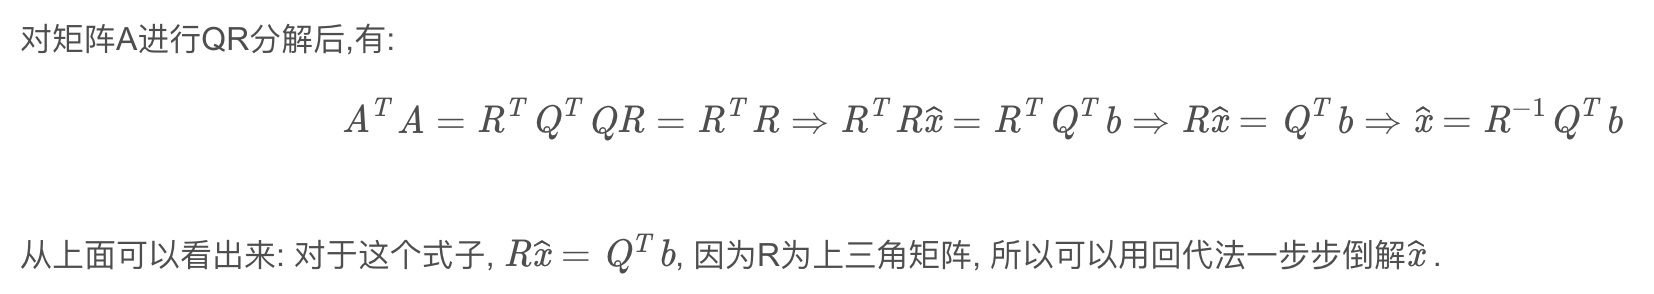 对矩阵A进行QR分解后,有:
$A^T A = R^T Q^T Q R = R^T R \Rightarrow R^T R \hat{x} = R^T Q^T b \Rightarrow R \hat{x} = Q^T b \Rightarrow \hat{x} = R^{-1} Q^T b$
从上面可以看出来: 对于这个式子, $R \hat{x} = Q^T b$, 因为R为上三角矩阵, 所以可以用回代法一步步倒解$\hat{x}$ .